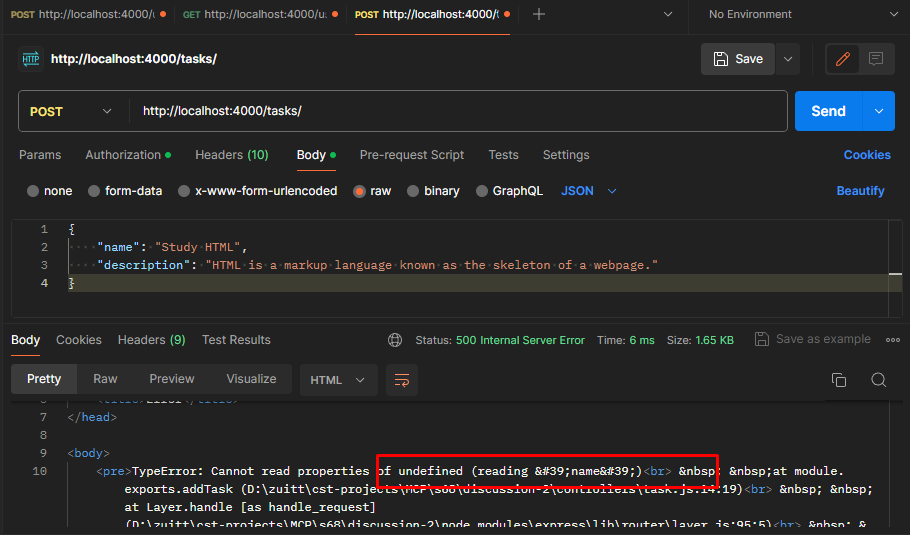 POST http://localhost:4000/u GET http://localhost:4000/u POST http://localhost:4000/t No Environment
HTTP http://localhost:4000/tasks/ Save
POST http://localhost:4000/tasks/ Send
Params Authorization Headers (10) Body Pre-request Script Tests Settings Cookies
none form-data x-www-form-urlencoded raw binary GraphQL JSON Beautify
1 {
2 "name": "Study HTML",
3 "description": "HTML is a markup language known as the skeleton of a webpage."
4 }
Body Cookies Headers (9) Test Results Status: 500 Internal Server Error Time: 6 ms Size: 1.65 KB Save as example
Pretty Raw Preview Visualize HTML
6 <title>Error</title>
7 </head>
8
9 <body>
10 <pre>TypeError: Cannot read properties of undefined (reading &#39;name&#39;)<br> &nbsp; &nbsp;at module.
exports.addTask (D:\zuitt\cst-projects\MCP\s68\discussion-2\controllers\task.js:14:19)<br> &nbsp; &nbsp;
at Layer.handle [as handle_request]
(D:\zuitt\cst-projects\MCP\s68\discussion-2\node_modules\express\lib\router\layer.js:95:5)<br> &nbsp; &